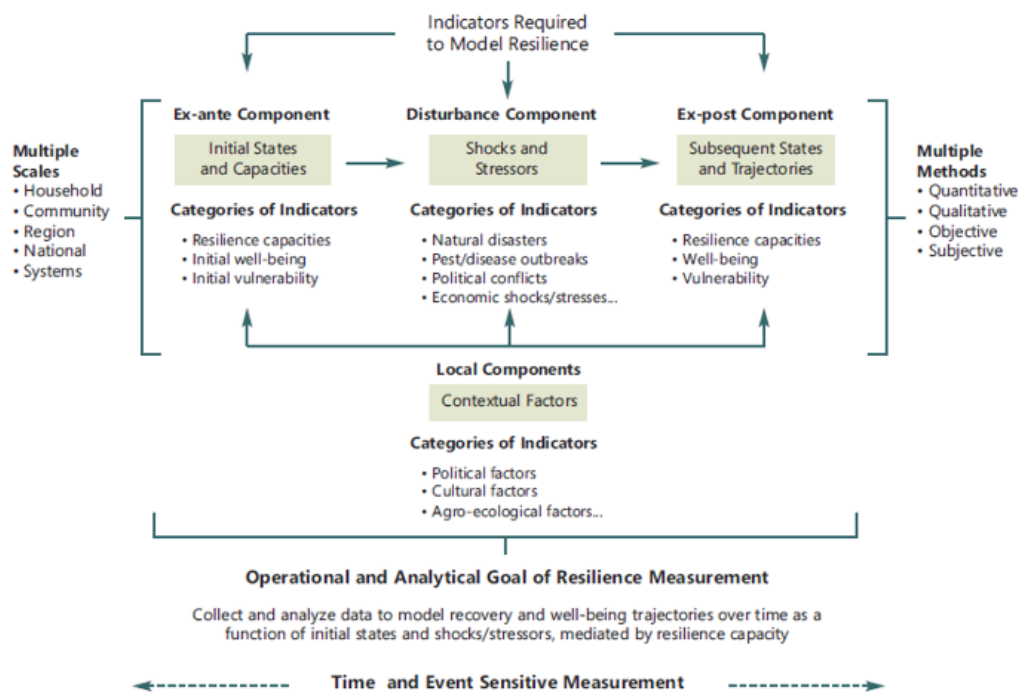 Indicators Required
to Model Resilience
Ex-ante Component
Disturbance Component
Ex-post Component
Initial States
and Capacities
Shocks and
Stressors
Subsequent States
and Trajectories
Multiple
Scales
• Household
• Community
• Region
• National
• Systems
Categories of Indicators
• Resilience capacities
• Initial well-being
• Initial vulnerability
Categories of Indicators
• Natural disasters
• Pest/disease outbreaks
• Political conflicts
• Economic shocks/stresses...
Categories of Indicators
• Resilience capacities
• Well-being
• Vulnerability
Multiple
Methods
• Quantitative
• Qualitative
• Objective
• Subjective
Local Components
Contextual Factors
Categories of Indicators
• Political factors
• Cultural factors
• Agro-ecological factors...
Operational and Analytical Goal of Resilience Measurement
Collect and analyze data to model recovery and well-being trajectories over time as a
function of initial states and shocks/stressors, mediated by resilience capacity
Time and Event Sensitive Measurement